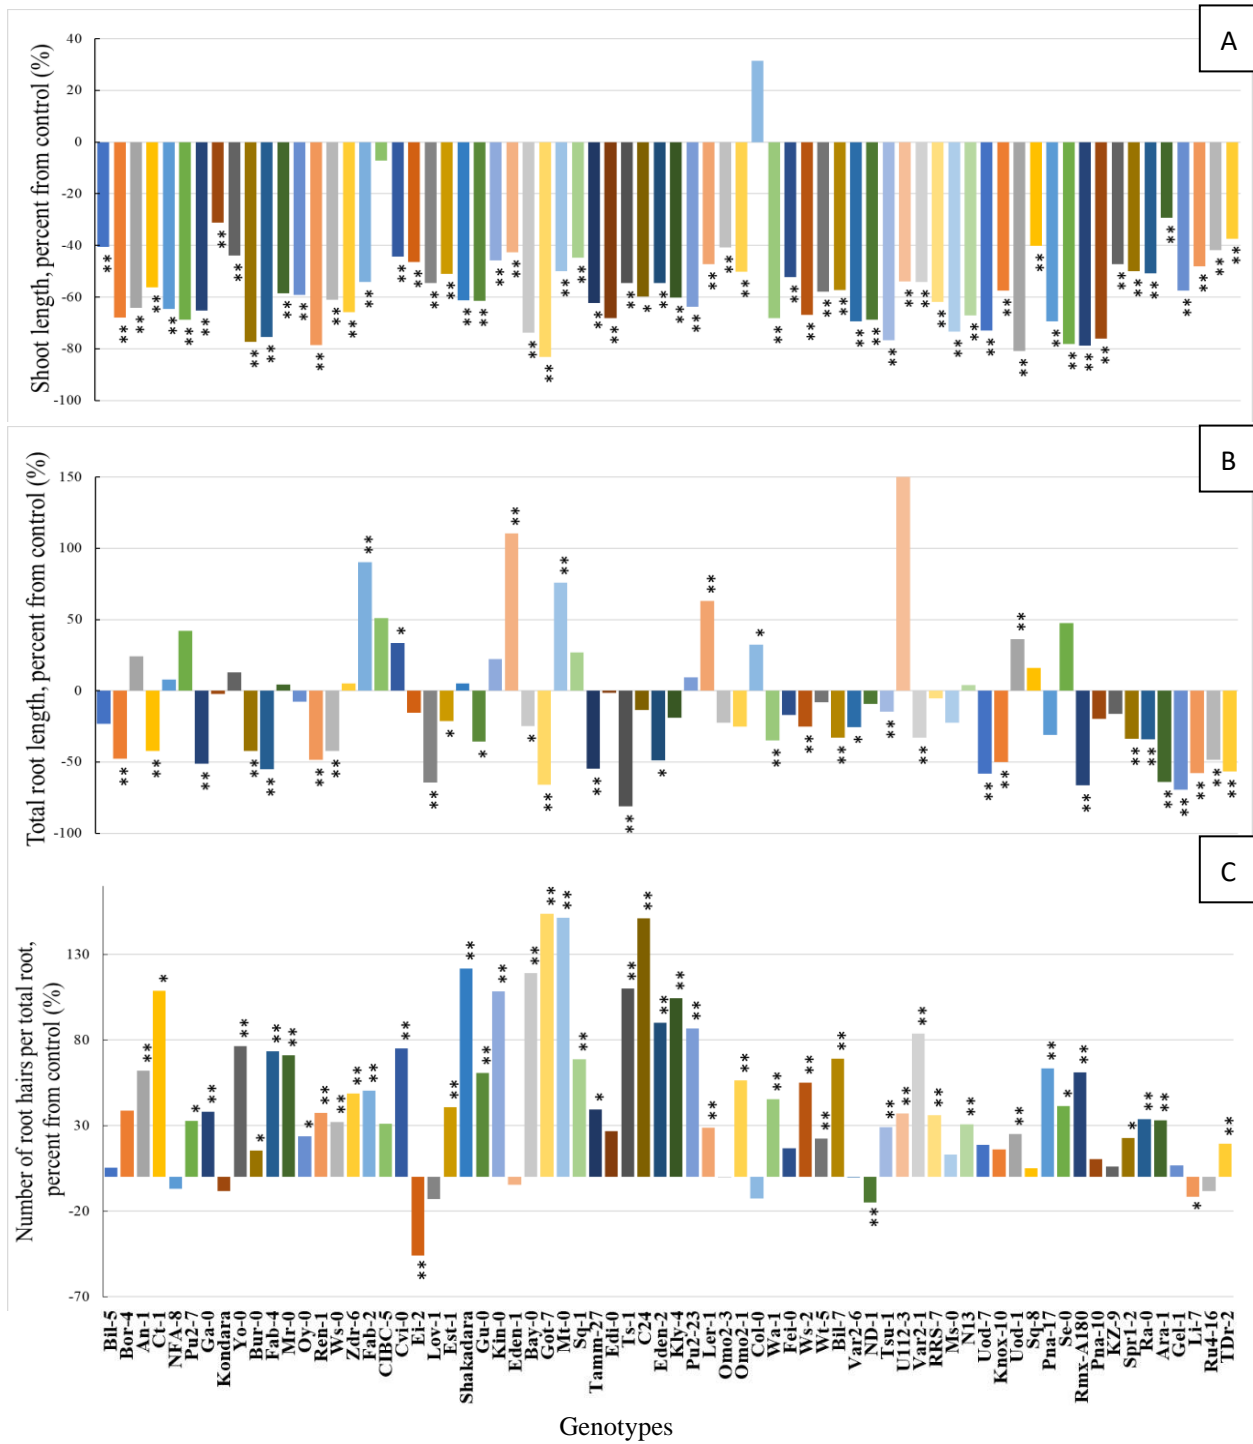 A
Shoot length, percent from control (%)
40
20
0
-20
-40
-60
-80
-100
** ** ** ** ** ** ** ** ** ** ** ** ** ** ** ** ** ** ** ** ** ** ** ** ** ** ** ** ** ** ** ** * ** ** ** ** ** ** ** ** ** ** ** ** ** ** ** ** ** ** ** ** ** ** ** ** ** ** ** ** ** ** ** ** ** ** **
B
Total root length, percent from control (%)
150
100
50
0
-50
-100
** ** ** ** ** ** ** ** * ** * * ** * ** ** ** ** * ** * ** ** ** * ** ** ** ** ** ** ** ** ** ** ** ** **
C
Number of root hairs per total root,
percent from control (%)
130
80
30
-20
-70
** * * ** ** * ** ** * ** ** ** ** ** ** ** ** ** ** ** ** ** ** * ** ** ** ** ** ** ** ** ** ** ** ** ** ** ** ** ** ** ** * * ** ** * **
Bil-5
Bor-4
An-1
Ct-1
NFA-8
Pu2-7
Ga-0
Kondara
Yo-0
Bur-0
Fab-4
Mr-0
Oy-0
Ren-1
Ws-0
Zdr-6
Fab-2
CIBC-5
Cvi-0
Ei-2
Lov-1
Est-1
Shakadara
Gu-0
Kin-0
Eden-1
Bay-0
Got-7
Mt-0
Sq-1
Tamm-27
Edi-0
Ts-1
C24
Eden-2
Kly-4
Pu2-23
Ler-1
Omo2-3
Omo2-1
Col-0
Wa-1
Fei-0
Ws-2
Wt-5
Bil-7
Var2-6
ND-1
Tsu-1
U112-3
Var2-1
RRS-7
Ms-0
N13
Uod-7
Knox-10
Uod-1
Sq-8
Pna-17
Se-0
Rmx-A180
Pna-10
KZ-9
Spr1-2
Ra-0
Ara-1
Gel-1
Ll-7
Ru4-16
TDr-2
Genotypes